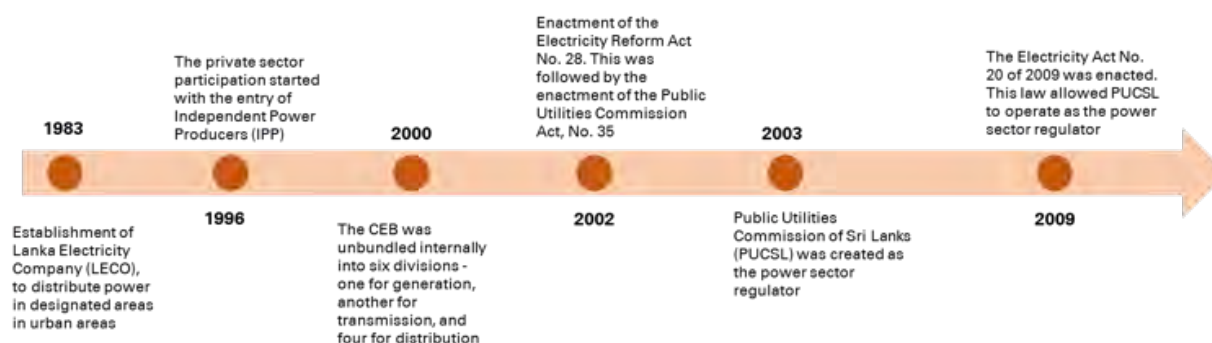 1983
Establishment of
Lanka Electricity
Company (LECO),
to distribute power
in designated areas
in urban areas
The private sector
participation started
with the entry of
Independent Power
Producers (IPP)
1996
2000
The CEB was
unbundled internally
into six divisions -
one for generation,
another for
transmission, and
four for distribution
Enactment of the
Electricity Reform Act
No. 28. This was
followed by the
enactment of the Public
Utilities Commission
Act, No. 35
2002
2003
Public Utilities
Commission of Sri Lanks
(PUCSL) was created as
the power sector
regulator
The Electricity Act No.
20 of 2009 was enacted.
This law allowed PUCSL
to operate as the power
sector regulator
2009